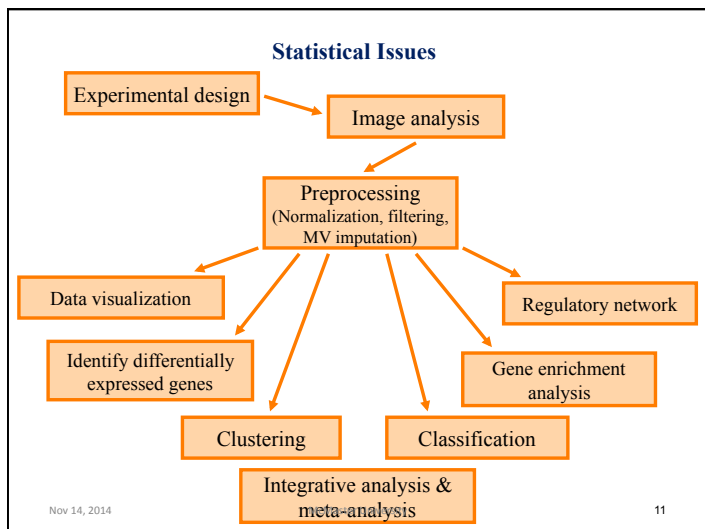 Statistical Issues
Experimental design
Image analysis
Preprocessing
(Normalization, filtering,
MV imputation)
Data visualization
Regulatory network
Identify differentially
expressed genes
Gene enrichment
analysis
Clustering
Classification
Integrative analysis &
meta-analysis
Nov 14, 2014
11